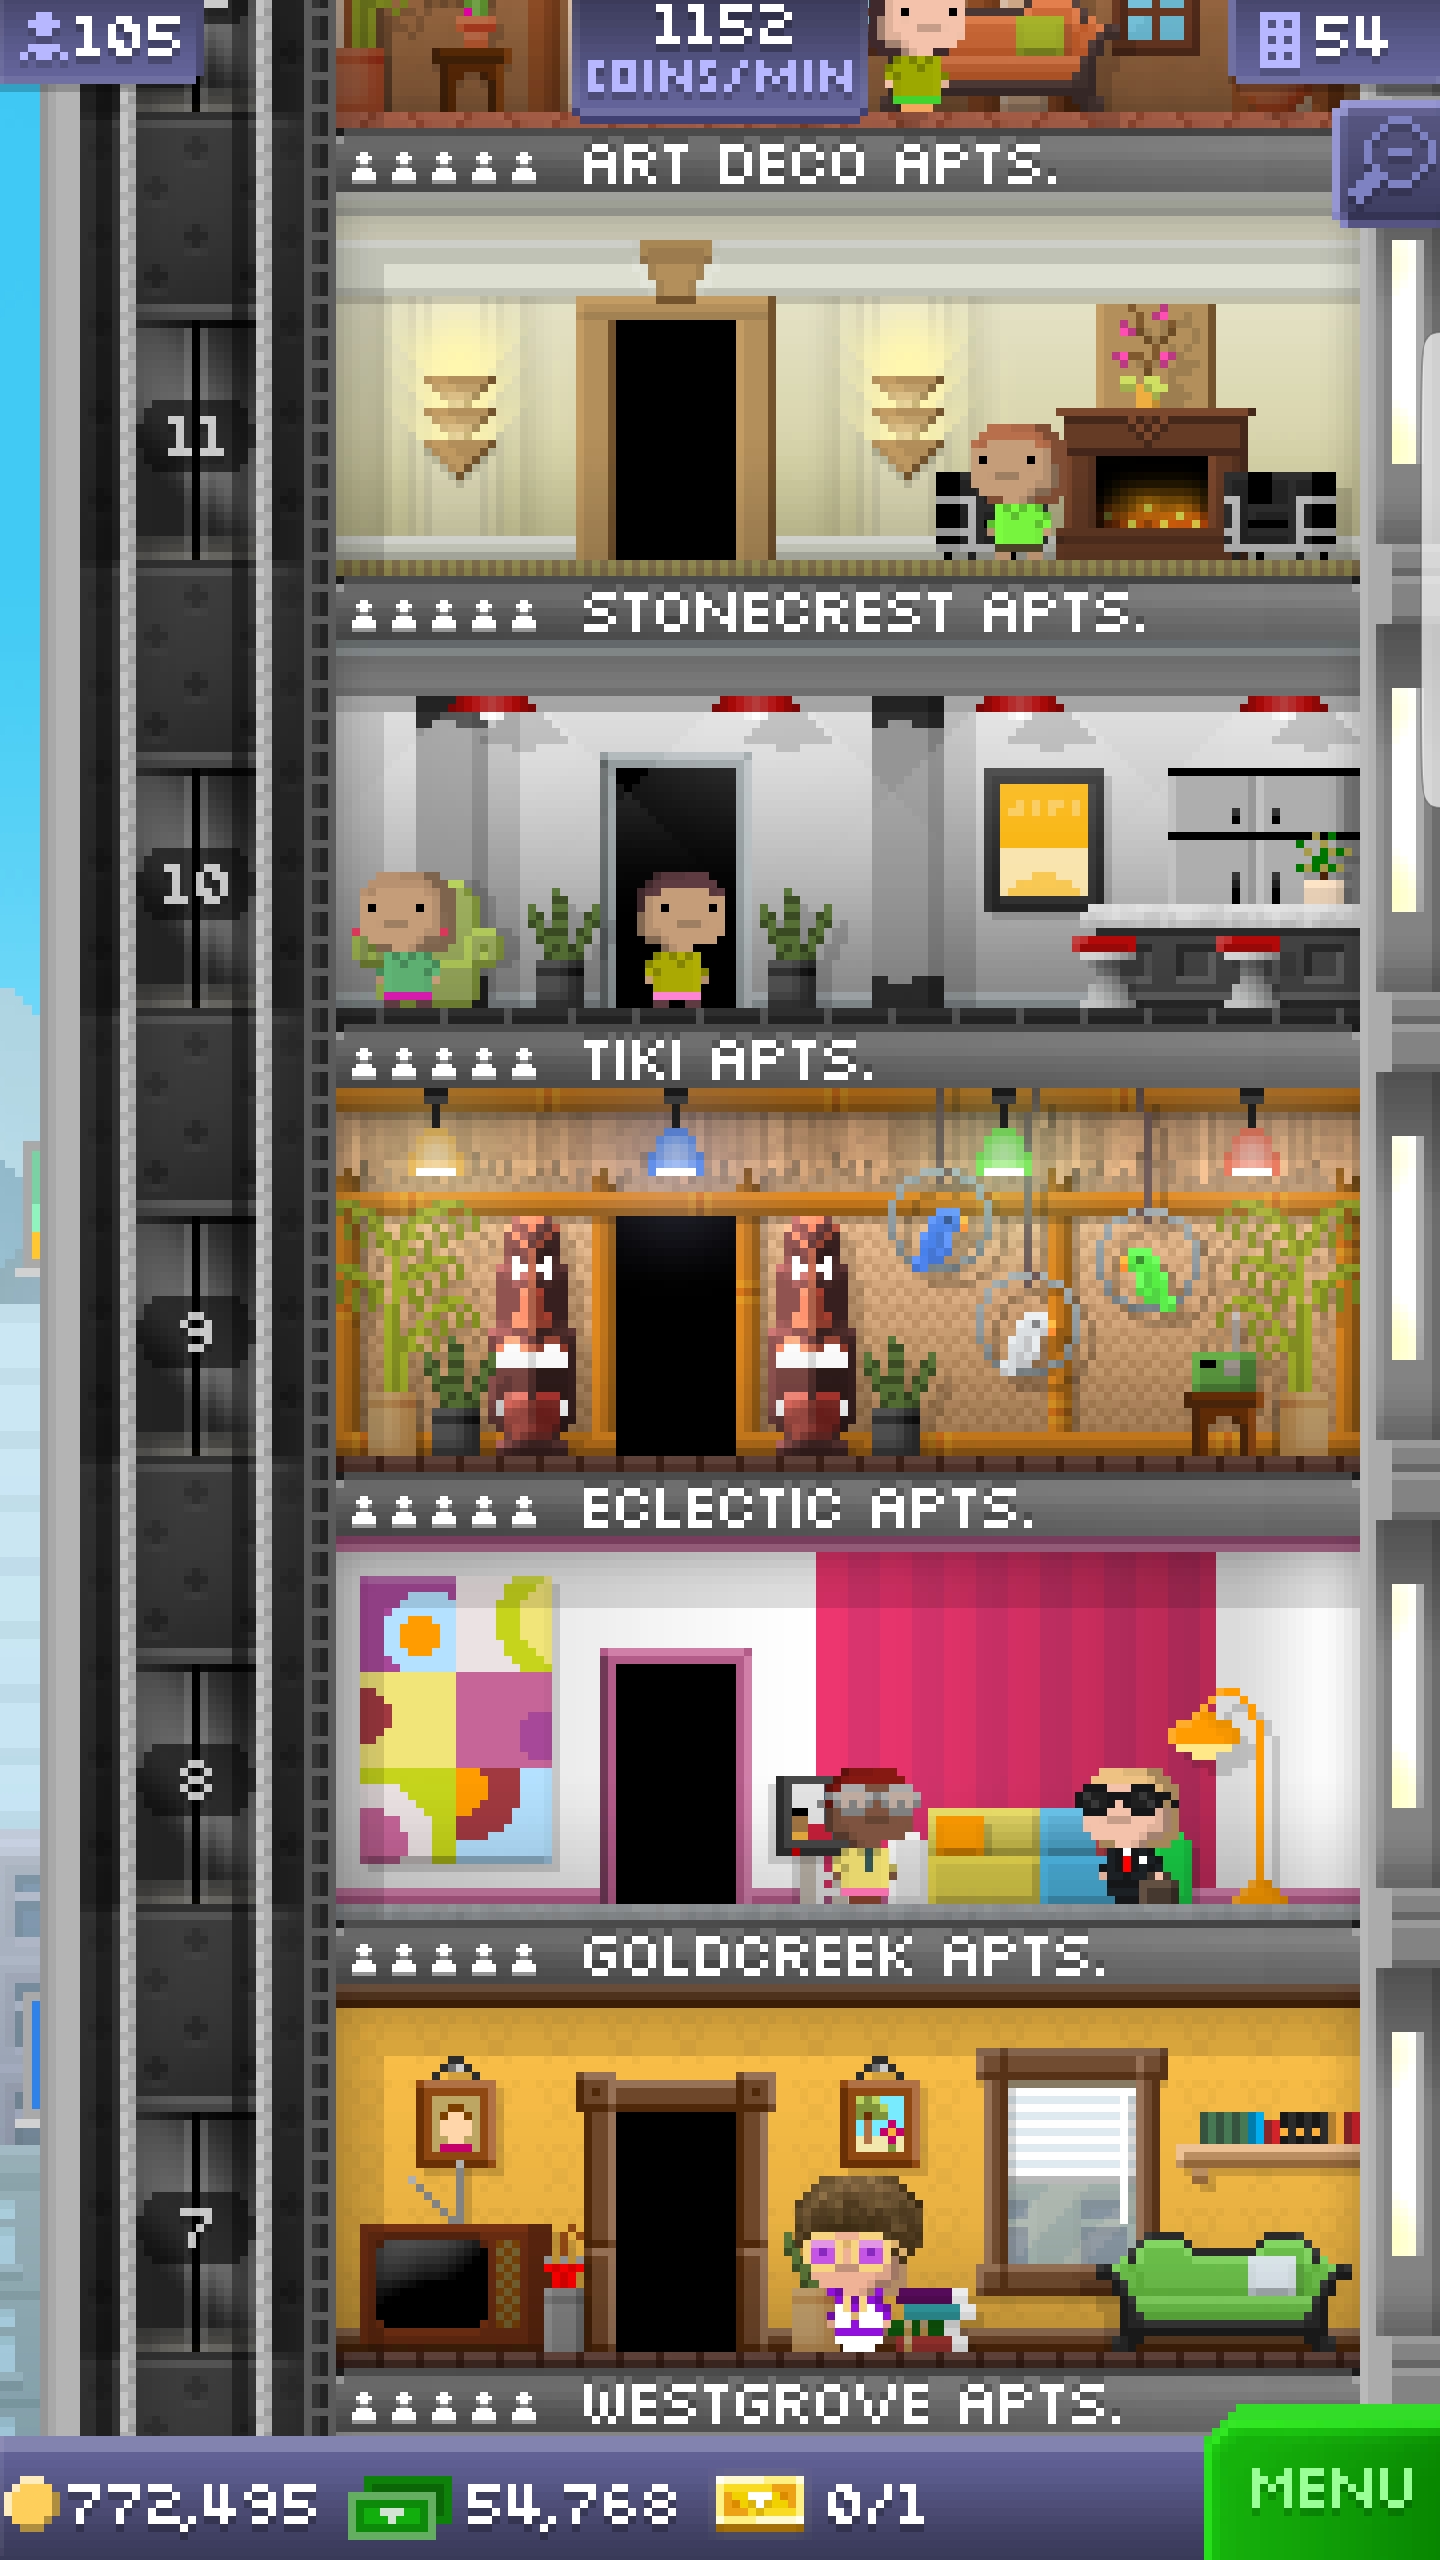 105
1152
COINS/MIN
54
ART DECO APTS.
11
STONECREST APTS.
10
TIKI APTS.
9
ECLECTIC APTS.
8
GOLDCREEK APTS.
7
WESTGROVE APTS.
772,495
54,768
0/1
MENU